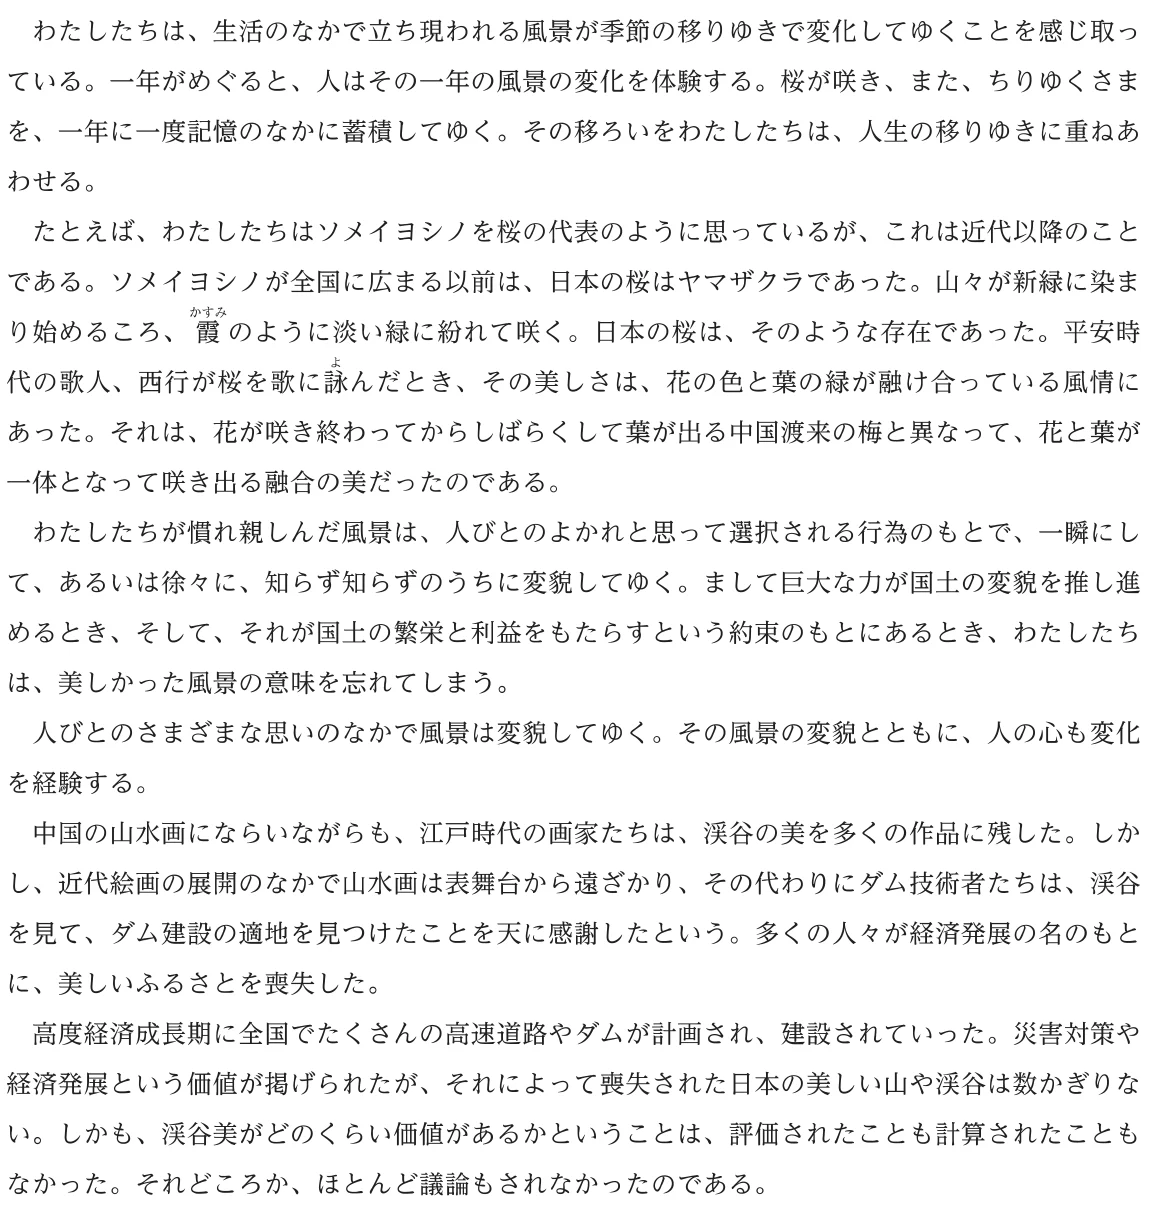 わたしたちは、生活のなかで立ち現われる風景が季節の移りゆきで変化してゆくことを感じ取っ
ている。一年がめぐると、人はその一年の風景の変化を体験する。桜が咲き、また、ちりゆくさま
を、一年に一度記憶のなかに蓄積してゆく。その移ろいをわたしたちは、人生の移りゆきに重ねあ
わせる。
たとえば、わたしたちはソメイヨシノを桜の代表のように思っているが、これは近代以降のこと
である。ソメイヨシノが全国に広まる以前は、日本の桜はヤマザクラであった。山々が新緑に染ま
かすみ
り始めるころ、霞のように淡い緑に紛れて咲く。日本の桜は、そのような存在であった。平安時
よ
代の歌人、西行が桜を歌に詠んだとき、その美しさは、花の色と葉の緑が融け合っている風情に
あった。それは、花が咲き終わってからしばらくして葉が出る中国渡来の梅と異なって、花と葉が
一体となって咲き出る融合の美だったのである。
わたしたちが慣れ親しんだ風景は、人びとのよかれと思って選択される行為のもとで、一瞬にし
て、あるいは徐々に、知らず知らずのうちに変貌してゆく。まして巨大な力が国土の変貌を推し進
めるとき、そして、それが国土の繁栄と利益をもたらすという約束のもとにあるとき、わたしたち
は、美しかった風景の意味を忘れてしまう。
人びとのさまざまな思いのなかで風景は変貌してゆく。その風景の変貌とともに、人の心も変化
を経験する。
中国の山水画にならいながらも、江戸時代の画家たちは、渓谷の美を多くの作品に残した。しか
し、近代絵画の展開のなかで山水画は表舞台から遠ざかり、その代わりにダム技術者たちは、渓谷
を見て、ダム建設の適地を見つけたことを天に感謝したという。多くの人々が経済発展の名のもと
に、美しいふるさとを喪失した。
高度経済成長期に全国でたくさんの高速道路やダムが計画され、建設されていった。災害対策や
経済発展という価値が掲げられたが、それによって喪失された日本の美しい山や渓谷は数かぎりな
い。しかも、渓谷美がどのくらい価値があるかということは、評価されたことも計算されたことも
なかった。それどころか、ほとんど議論もされなかったのである。